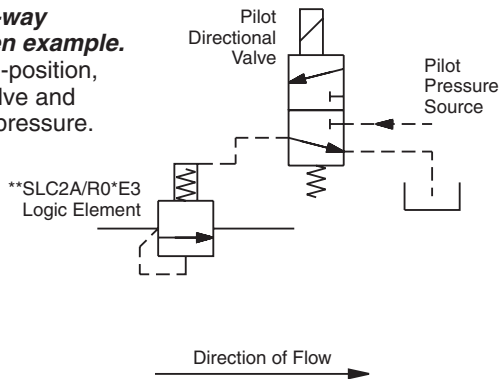 -way
en example.
-position,
lve and
pressure.
Pilot
Directional
Valve
Pilot
Pressure
Source
**SLC2A/R0*E3
Logic Element
Direction of Flow